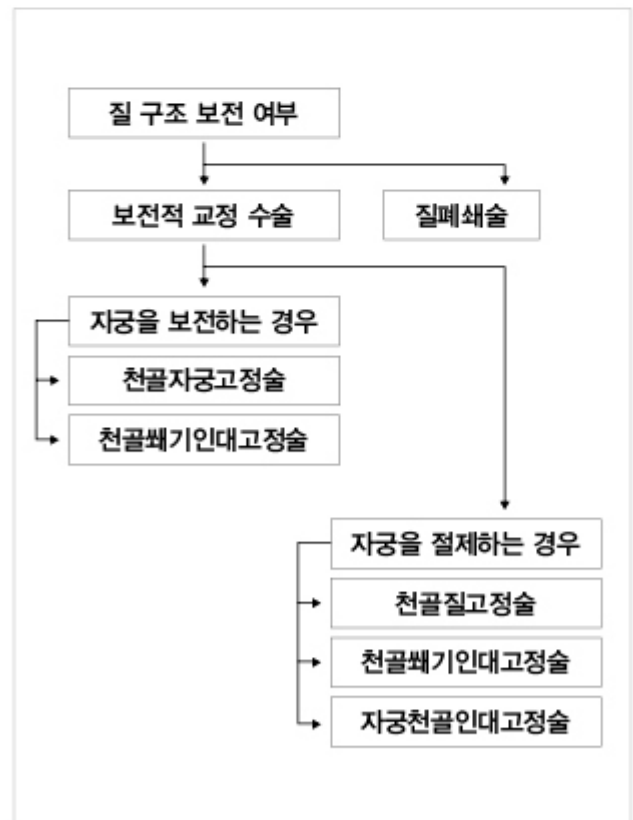 질 구조 보전 여부
보전적 교정 수술
질폐쇄술
자궁을 보전하는 경우
천골자궁고정술
천골쐐기인대고정술
자궁을 절제하는 경우
천골질고정술
천골쐐기인대고정술
자궁천골인대고정술